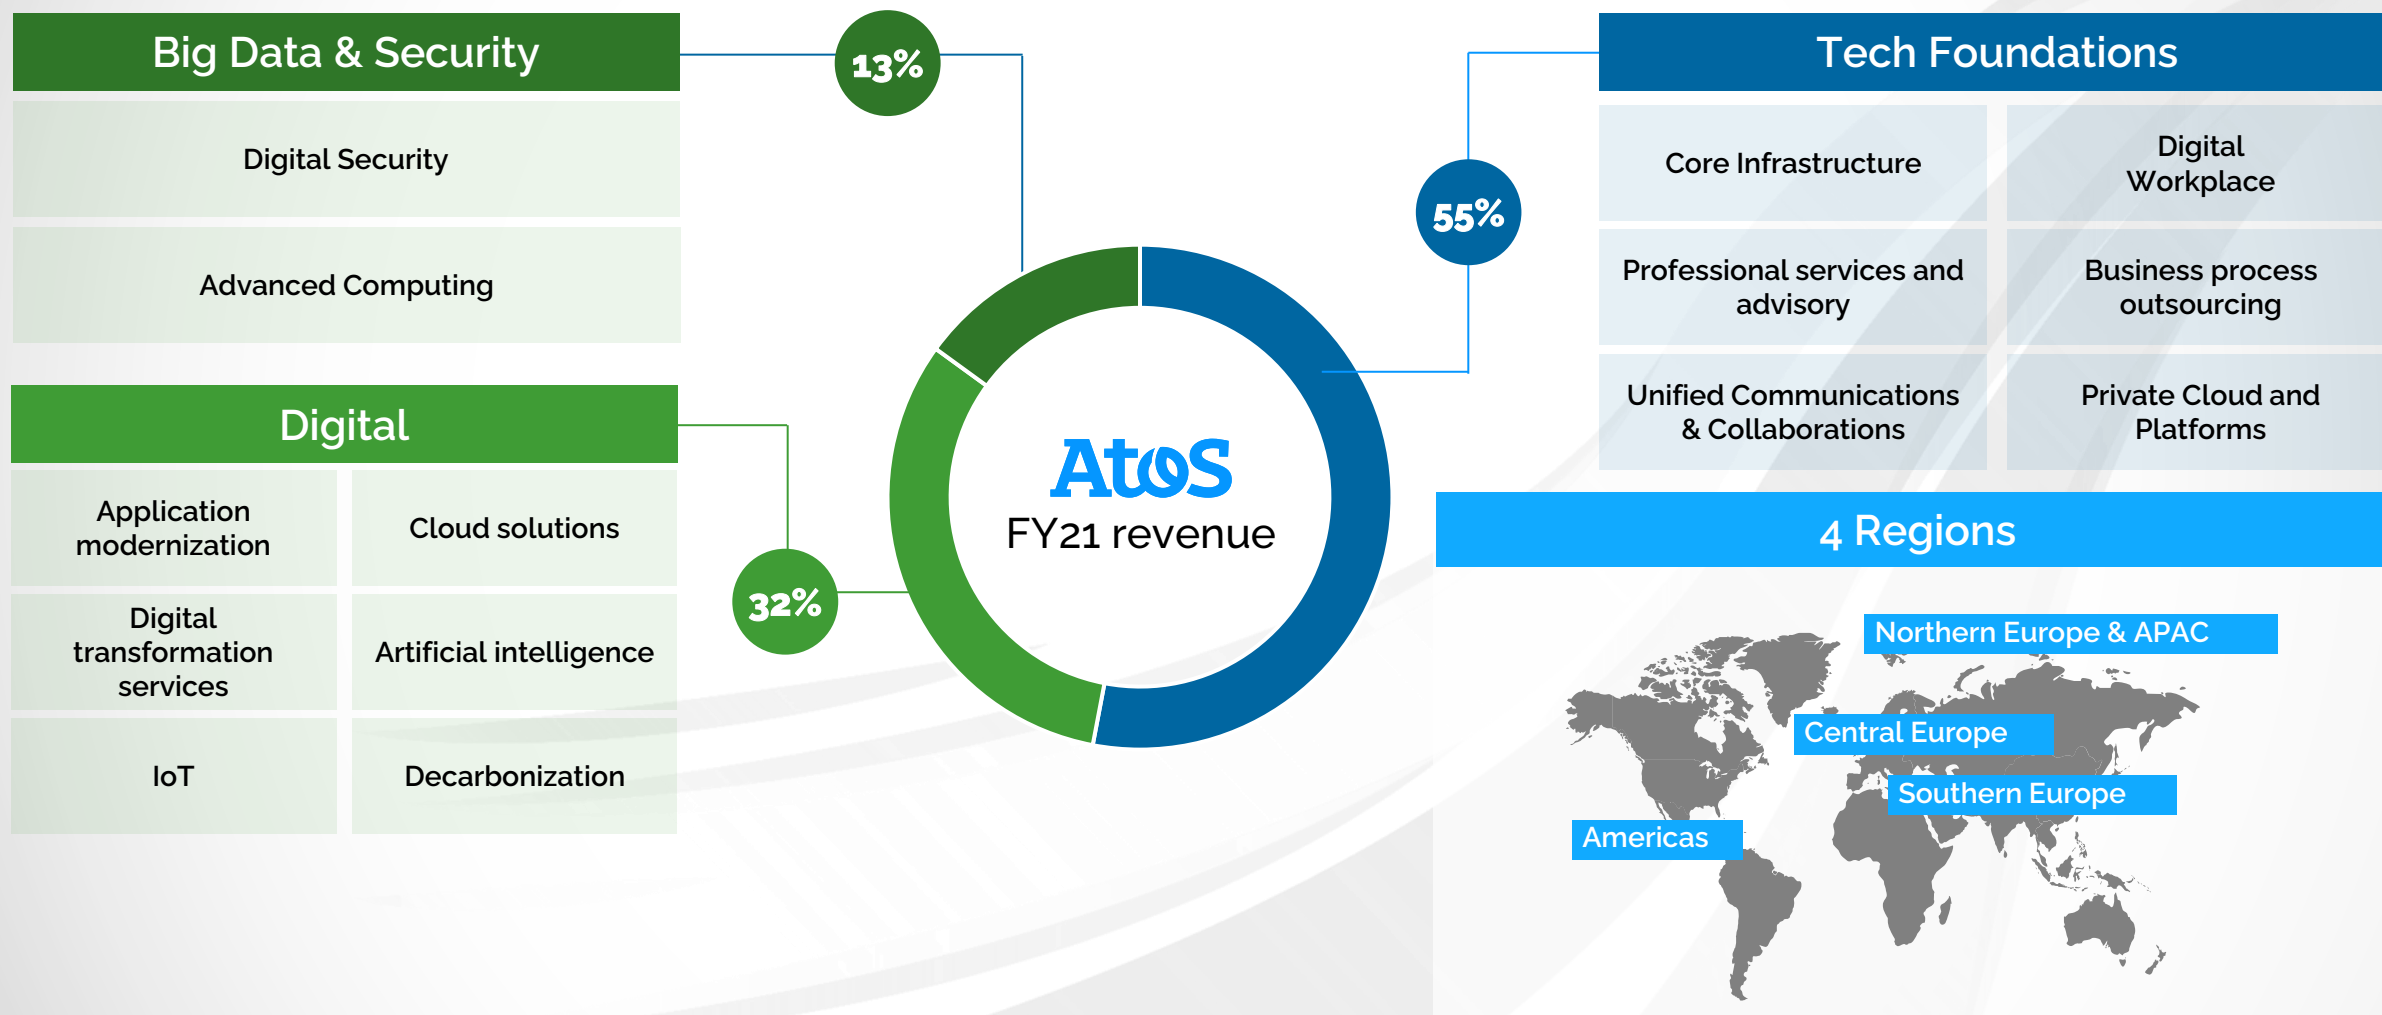 Big Data & Security
Digital Security
Advanced Computing
13%
Digital
Application
modernization
Cloud solutions
Digital
transformation
services
Artificial intelligence
IoT
Decarbonization
32%
Atos
FY21 revenue
55%
Tech Foundations
Core Infrastructure
Digital
Workplace
Professional services and
advisory
Business process
outsourcing
Unified Communications
& Collaborations
Private Cloud and
Platforms
4 Regions
Northern Europe & APAC
Central Europe
Southern Europe
Americas